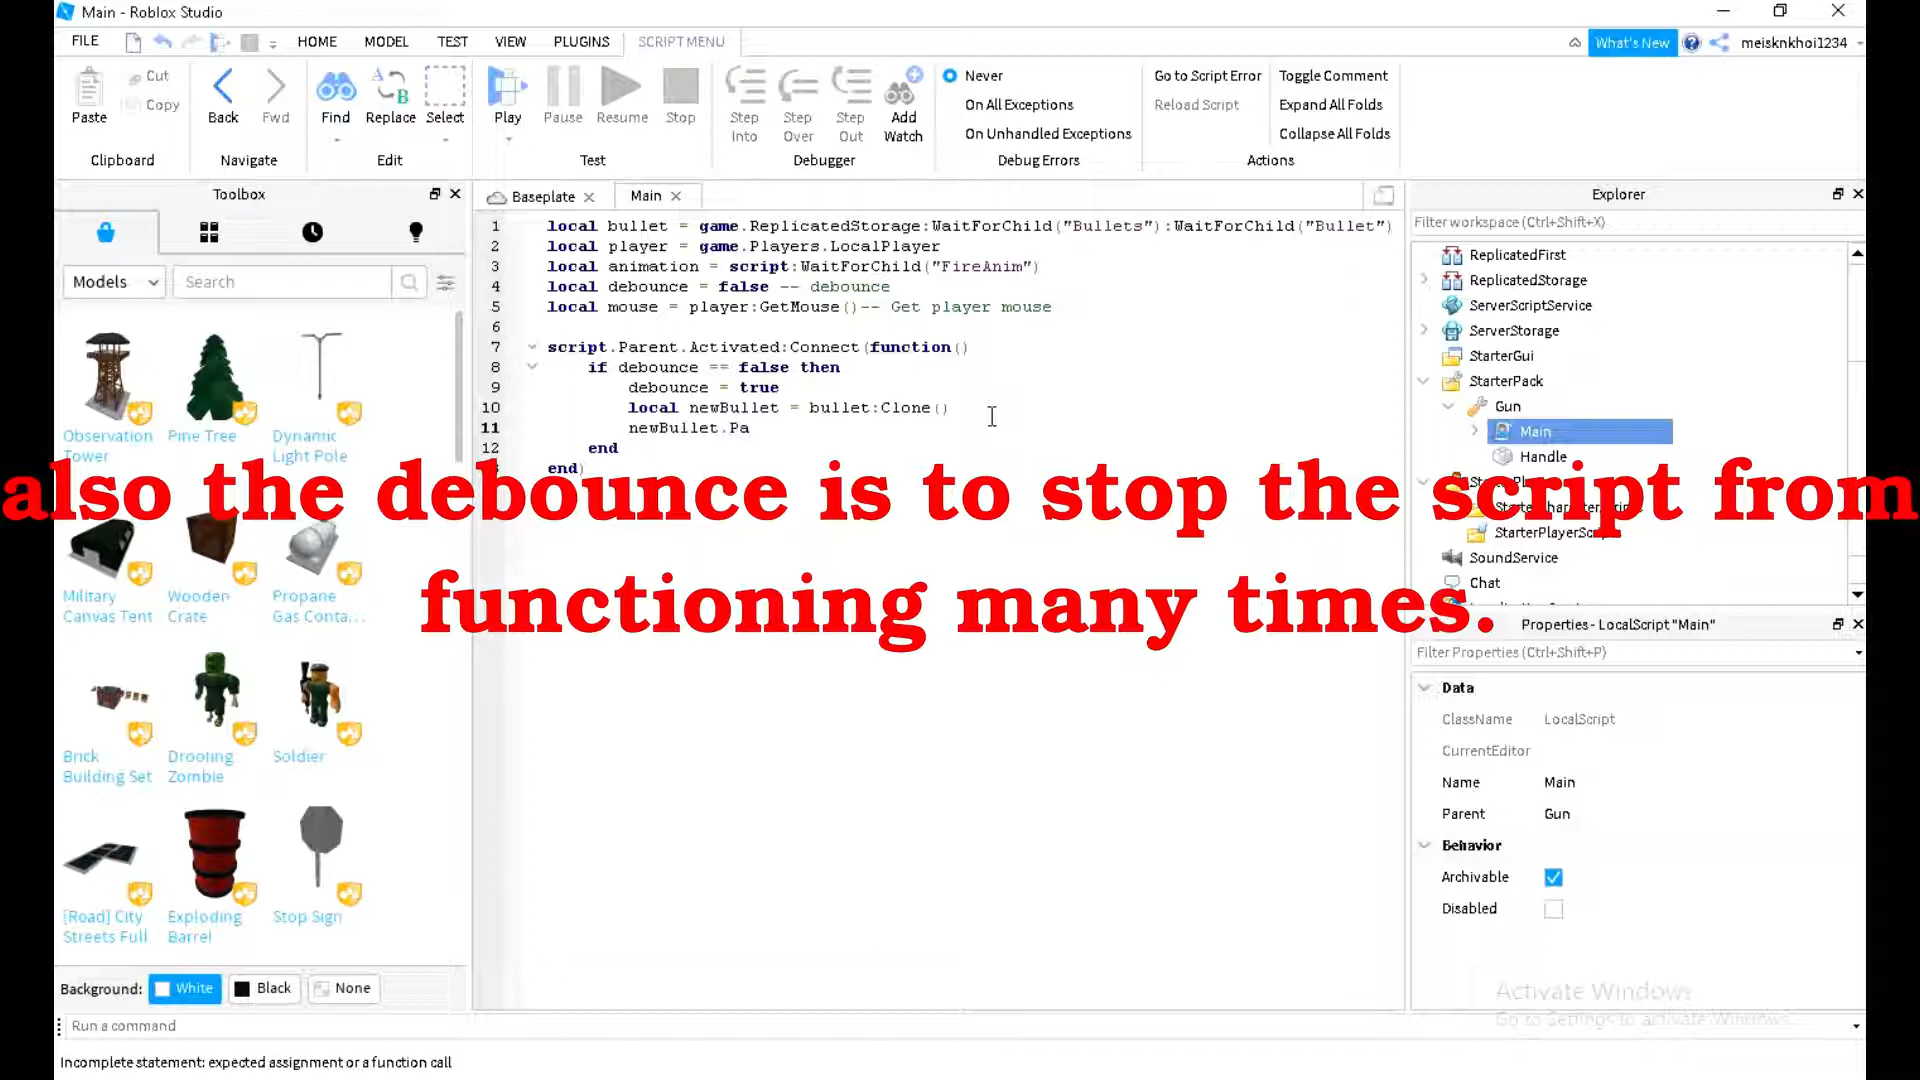 Main - Roblox Studio
FILE HOME MODEL TEST VIEW PLUGINS SCRIPT MENU What's New meisknkhoi1234
Paste Cut Copy Back Fwd Find Replace Select Play Pause Resume Stop Step Into Step Over Step Out Add Watch
Never
On All Exceptions
On Unhandled Exceptions
Go to Script Error
Reload Script
Toggle Comment
Expand All Folds
Collapse All Folds
Clipboard Navigate Edit Test Debugger Debug Errors Actions
Toolbox
Models Search
Observation Tower
Pine Tree
Dynamic Light Pole
Military Canvas Tent
Wooden Crate
Propane Gas Conta...
Brick Building Set
Drooling Zombie
Soldier
[Road] City Streets Full
Exploding Barrel
Stop Sign
Background: White Black None
Baseplate Main
1 local bullet = game.ReplicatedStorage:WaitForChild("Bullets"):WaitForChild("Bullet")
2 local player = game.Players.LocalPlayer
3 local animation = script:WaitForChild("FireAnim")
4 local debounce = false -- debounce
5 local mouse = player:GetMouse()-- Get player mouse
6
7 script.Parent.Activated:Connect(function()
8 if debounce == false then
9 debounce = true
10 local newBullet = bullet:Clone()
11 newBullet.Pa
12 end
end)
also the debounce is to stop the script from
functioning many times.
Explorer
Filter workspace (Ctrl+Shift+X)
ReplicatedFirst
ReplicatedStorage
ServerScriptService
ServerStorage
StarterGui
StarterPack
Gun
Main
Handle
SoundService
Chat
Properties - LocalScript "Main"
Filter Properties (Ctrl+Shift+P)
Data
ClassName LocalScript
CurrentEditor
Name Main
Parent Gun
Behavior
Archivable
Disabled
Activate Windows
Go to Settings to activate Windows.
Run a command
Incomplete statement: expected assignment or a function call